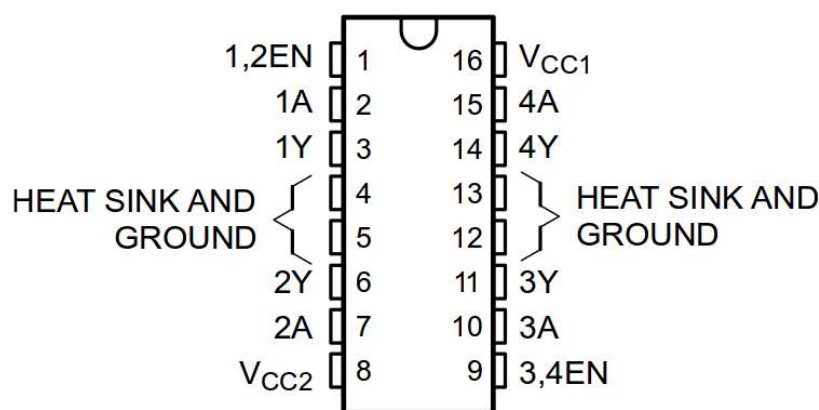 1,2EN 1 16 VCC1
1A 2 15 4A
1Y 3 14 4Y
HEAT SINK AND GROUND 4 13 HEAT SINK AND GROUND
5 12
2Y 6 11 3Y
2A 7 10 3A
VCC2 8 9 3,4EN